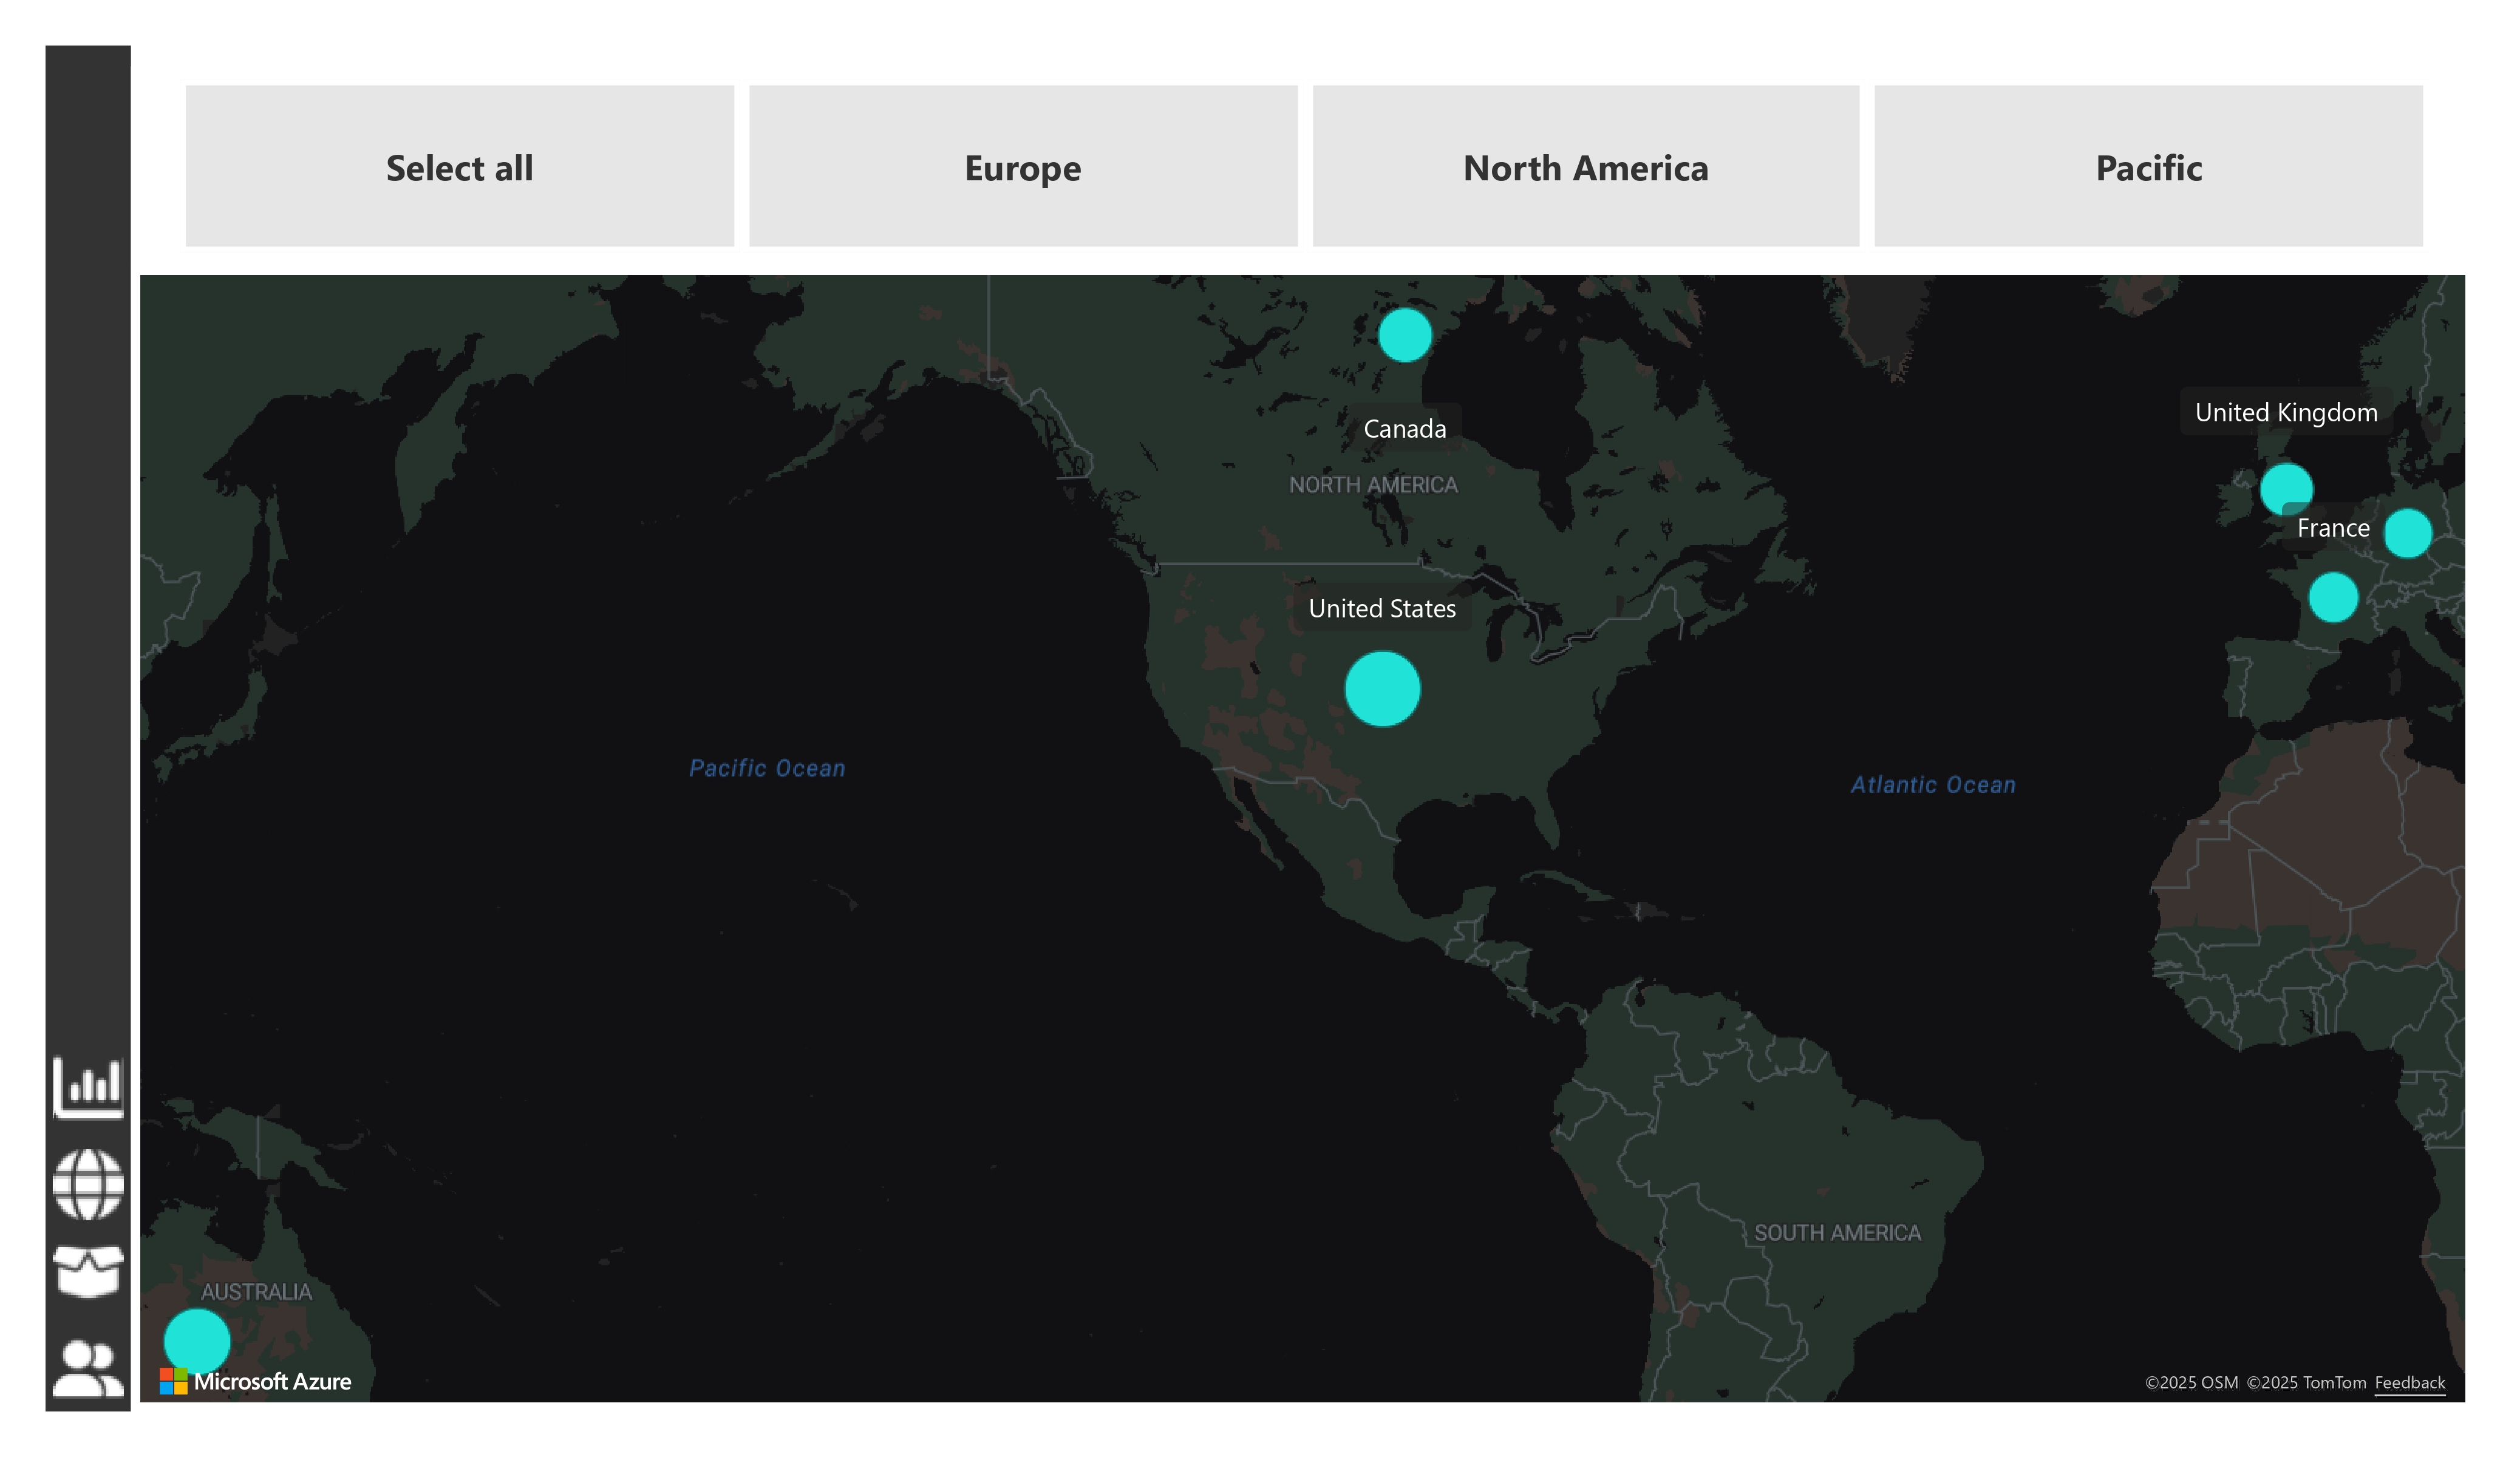 Select all
Europe
North America
Pacific
United Kingdom
Canada
NORTH AMERICA
France
United States
Pacific Ocean
Atlantic Ocean
SOUTH AMERICA
AUSTRALIA
Microsoft Azure
©2025 OSM ©2025 TomTom Feedback